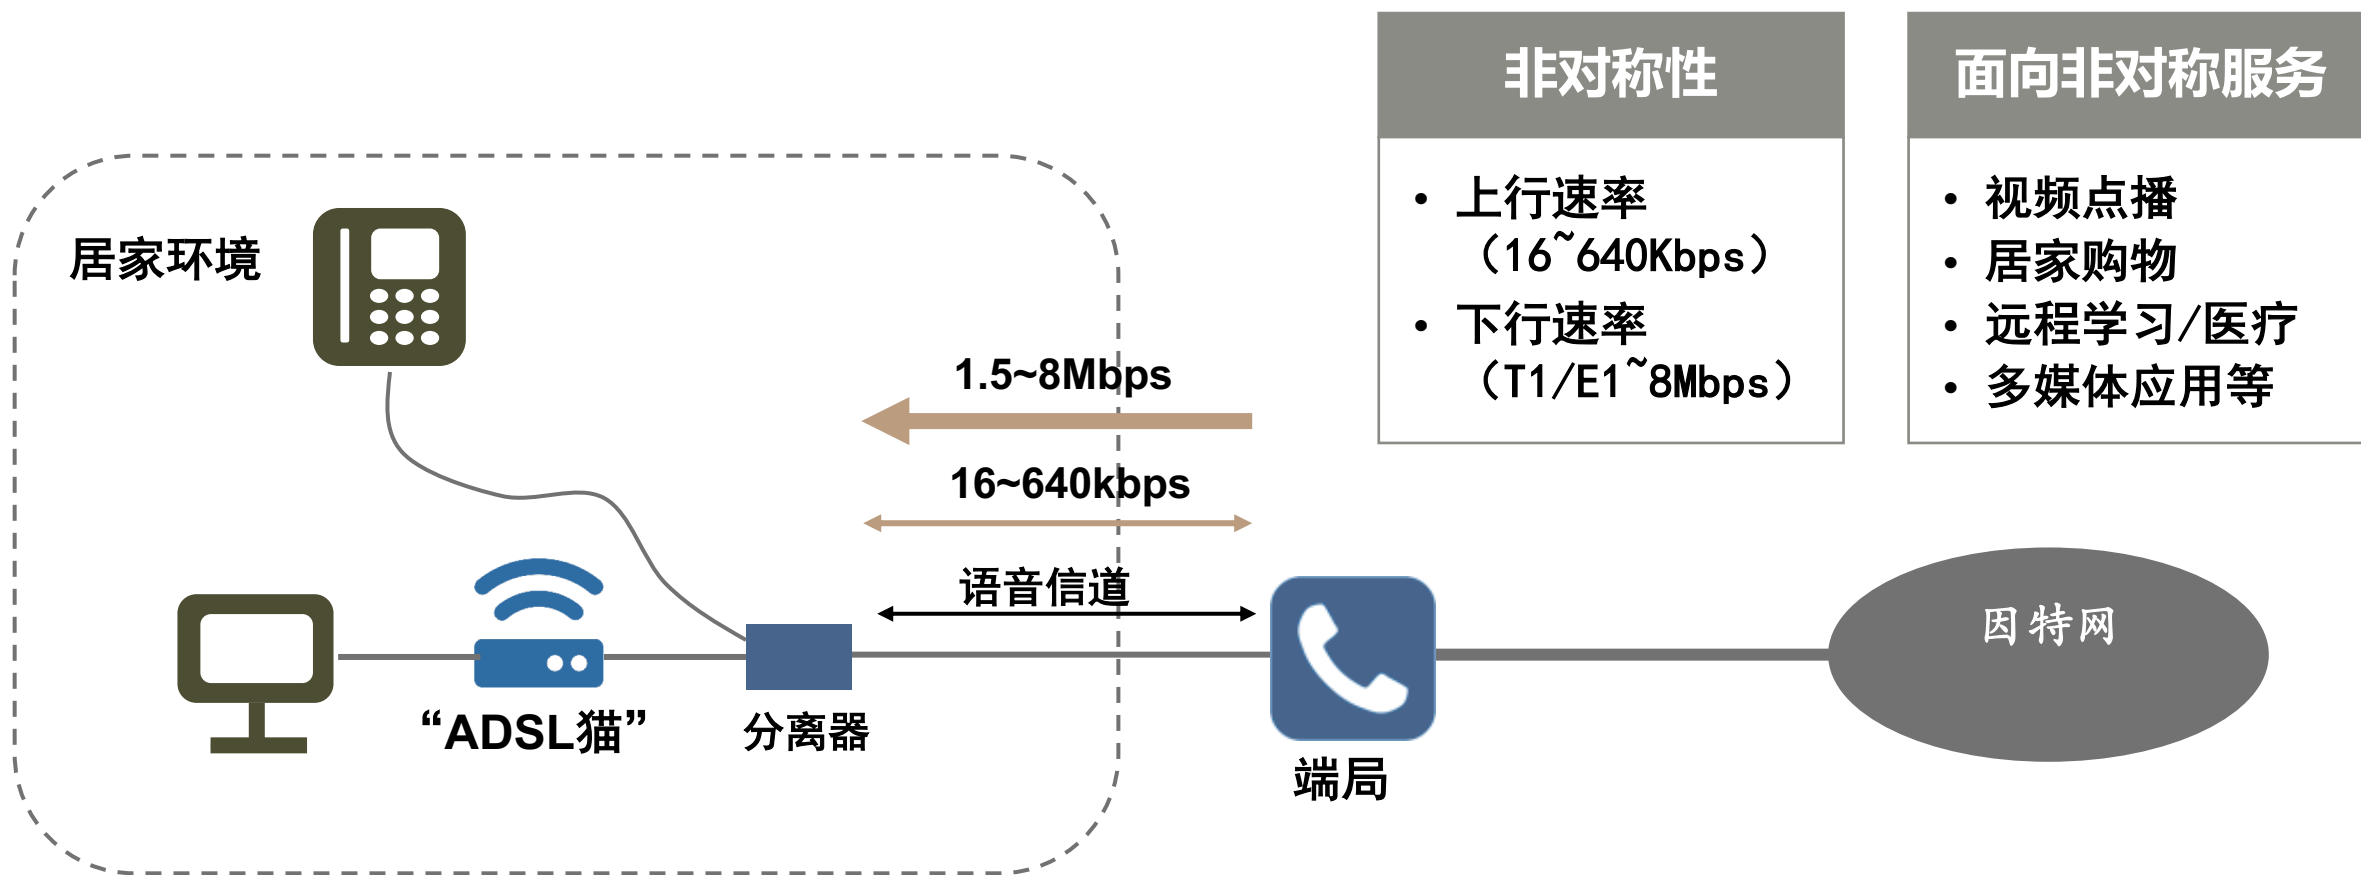 非对称性
• 上行速率
（16~640Kbps）
• 下行速率
（T1/E1~8Mbps）
面向非对称服务
• 视频点播
• 居家购物
• 远程学习/医疗
• 多媒体应用等
居家环境
1.5~8Mbps
16~640kbps
语音信道
“ADSL猫”
分离器
端局
因特网